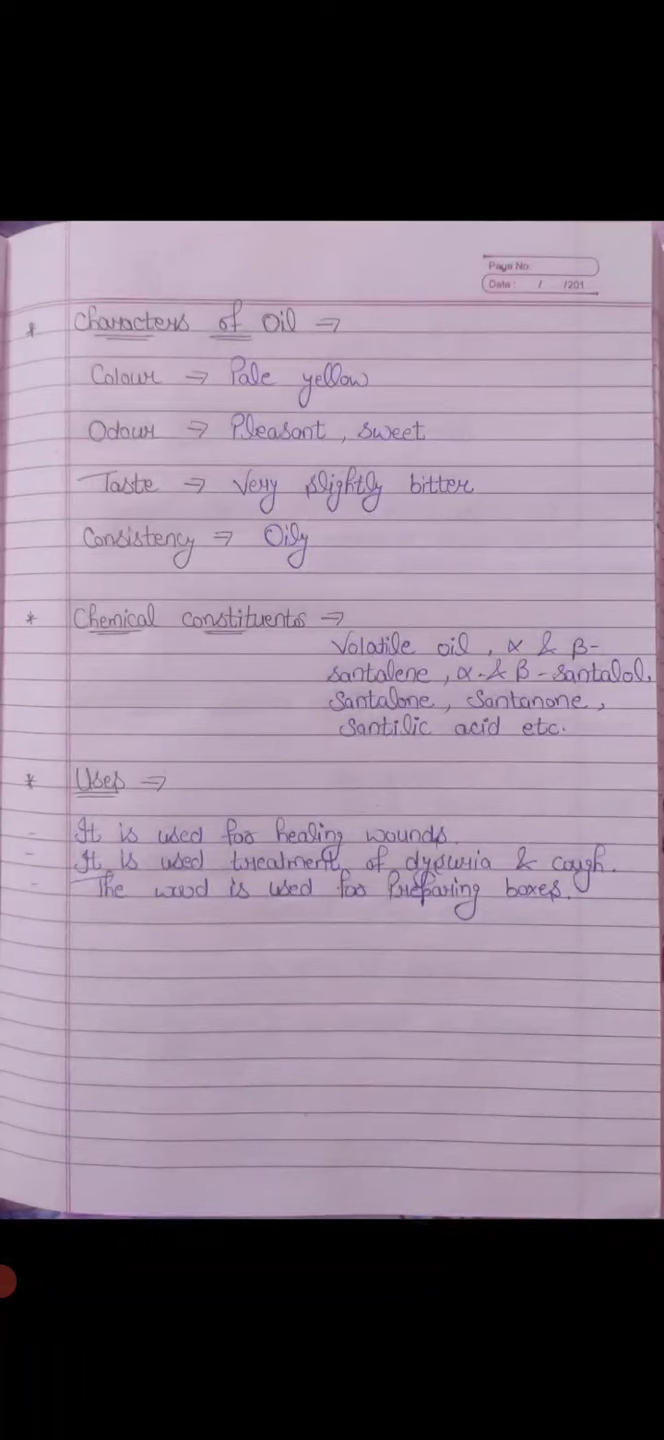 Page No.
Date : / /201
* Characters of Oil ⇒
Colour ⇒ Pale yellow
Odour ⇒ Pleasant, sweet
Taste ⇒ Very slightly bitter
Consistency ⇒ Oily
* Chemical constituents ⇒
Volatile oil, α & β-
santalene, α-& β-santalol,
Santalone, Santanone,
Santilic acid etc.
* Uses ⇒
- It is used for healing wounds.
- It is used treatment of dysuria & cough.
- The wood is used for Preparing boxes.